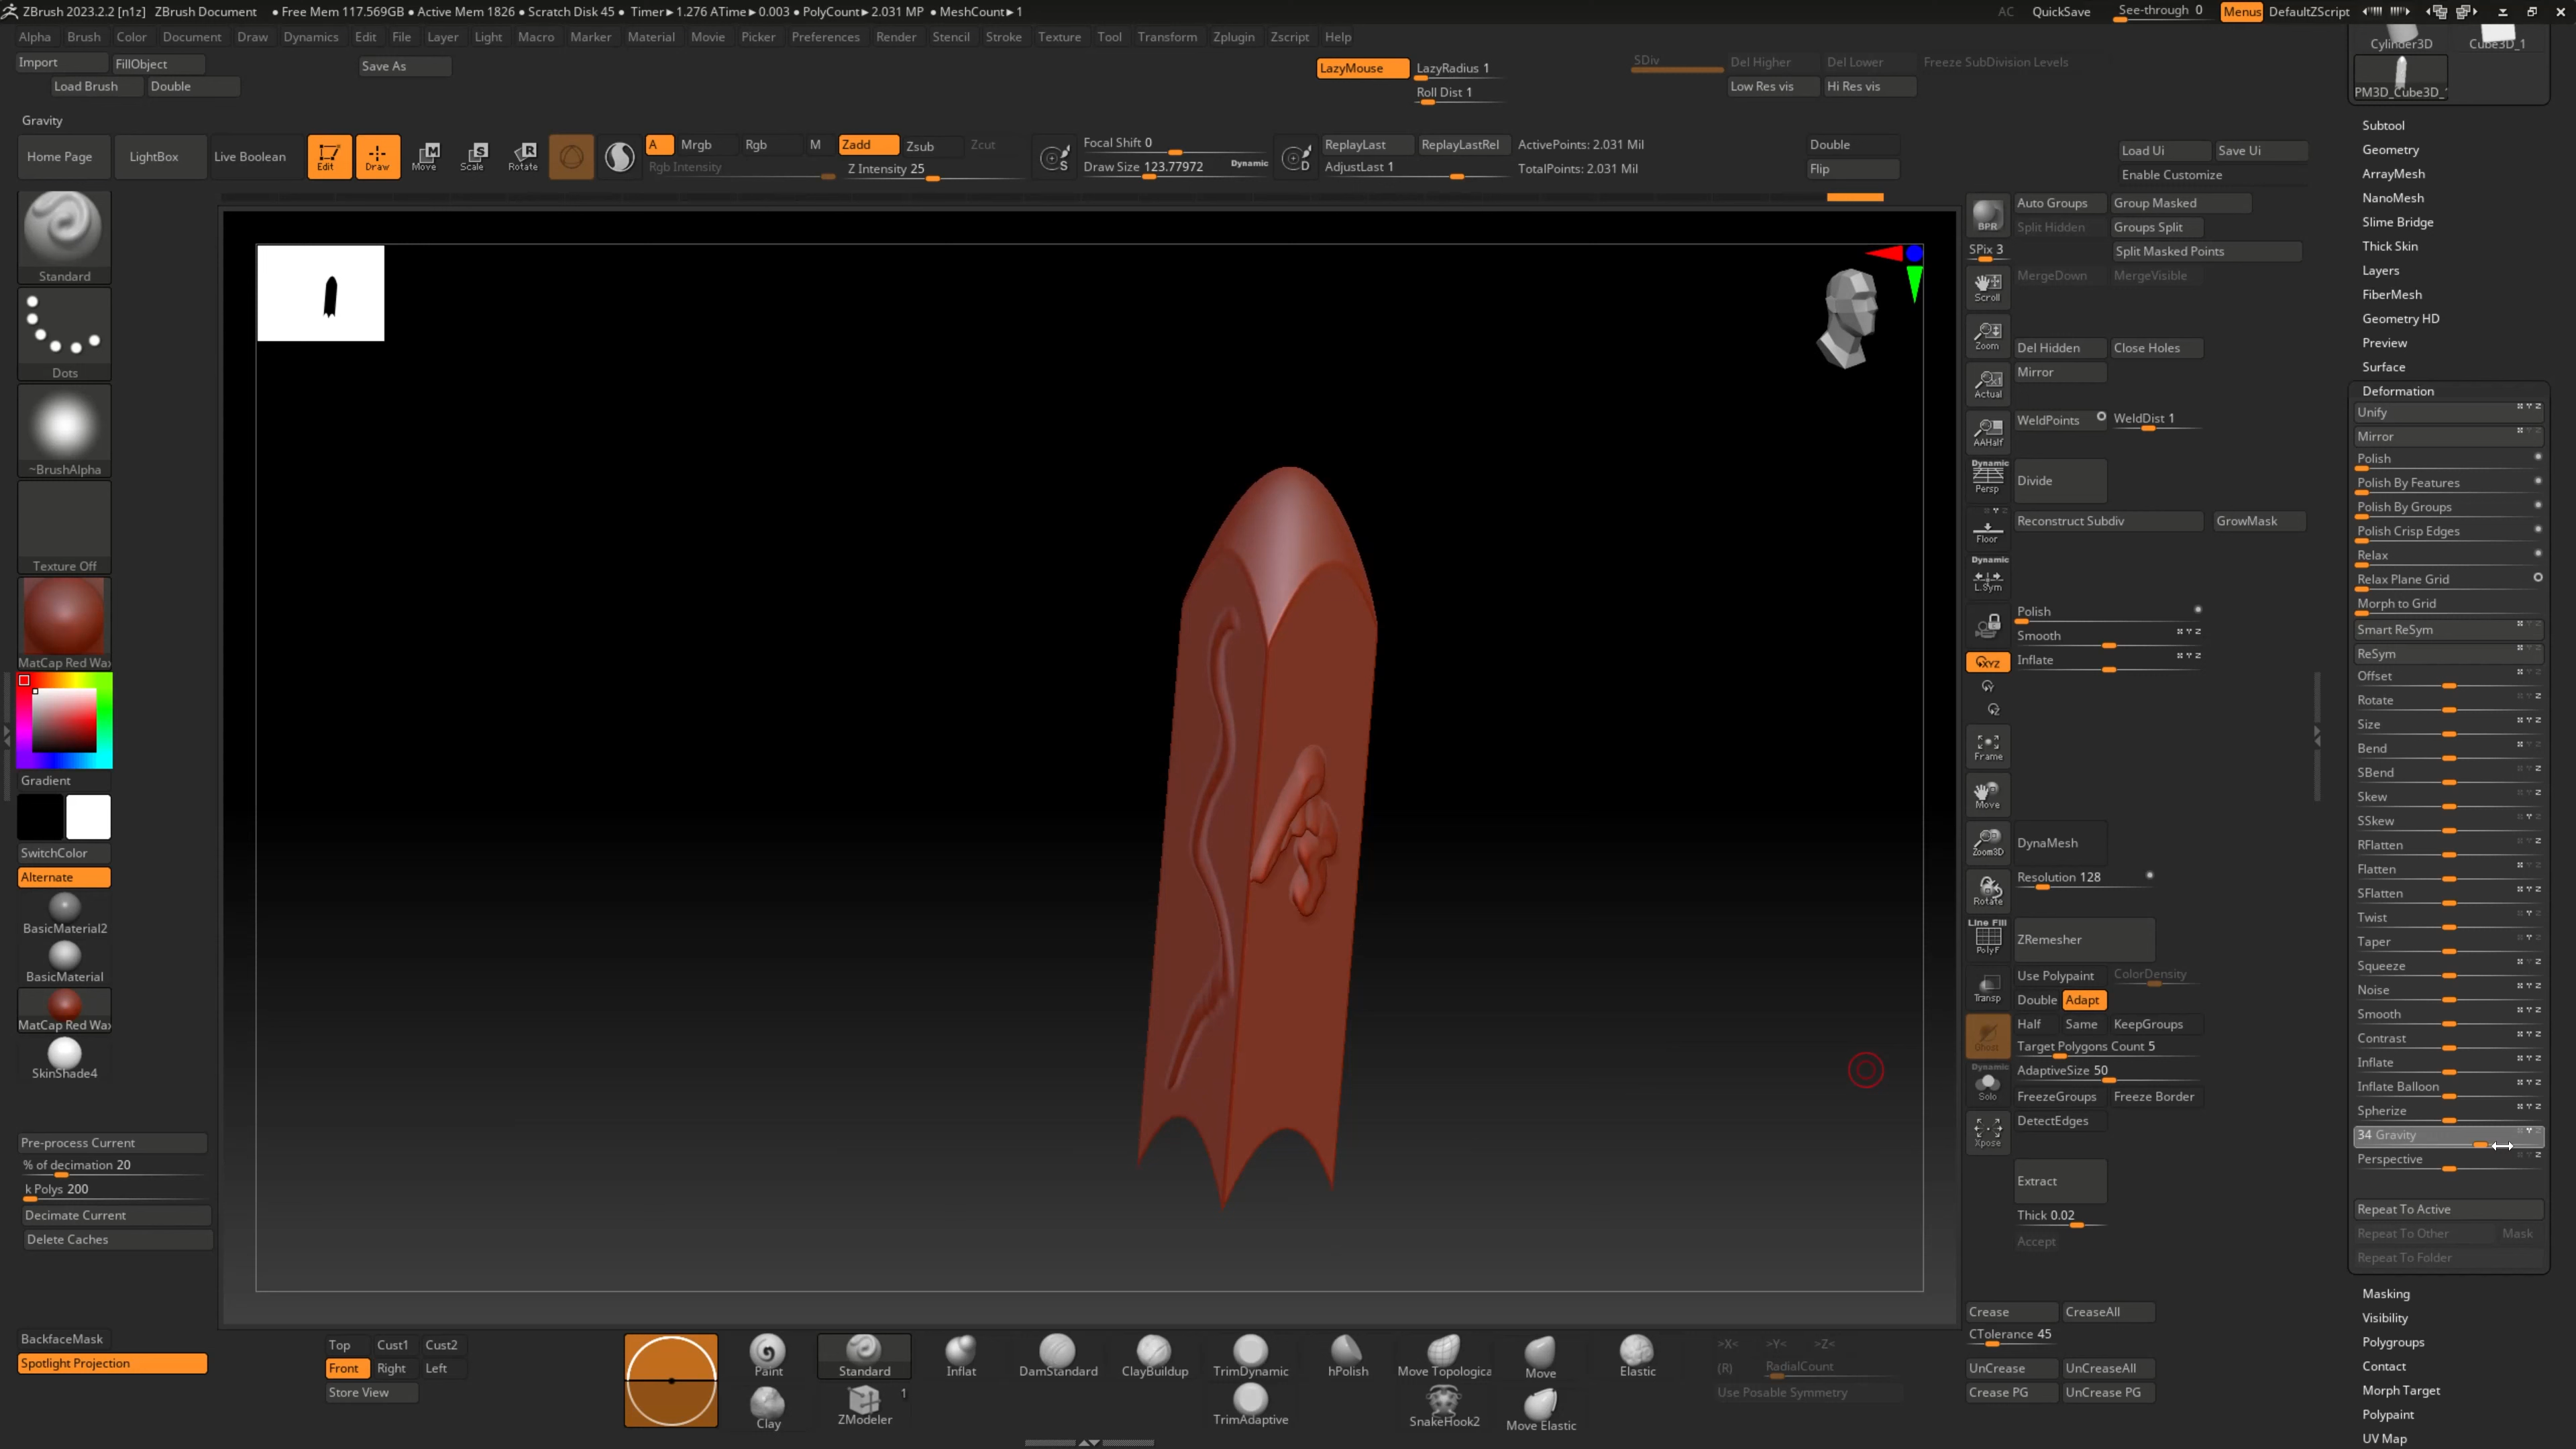 ZBrush 2023.2.2 [n1z] ZBrush Document ● Free Mem 117.569GB ● Active Mem 1826 ● Scratch Disk 45 ● Timer►1.276 ATime►0.003 ● PolyCount►2.031 MP ● MeshCount►1 AC QuickSave See-through 0 Menus DefaultZScript
Alpha Brush Color Document Draw Dynamics Edit File Layer Light Macro Marker Material Movie Picker Preferences Render Stencil Stroke Texture Tool Transform Zplugin Zscript Help
Import FillObject Save As
Load Brush Double
LazyMouse LazyRadius 1
Roll Dist 1
SDiv Del Higher Del Lower Freeze SubDivision Levels
Low Res vis Hi Res vis
Gravity
Home Page LightBox Live Boolean Edit Draw Move Scale Rotate
A Mrgb Rgb M Zadd Zsub Zcut
Rgb Intensity Z Intensity 25
S Focal Shift 0
Draw Size 123.77972 Dynamic
D ReplayLast ReplayLastRel ActivePoints: 2.031 Mil
AdjustLast 1 TotalPoints: 2.031 Mil
Double
Flip
Load Ui Save Ui
Enable Customize
Standard
Dots
~BrushAlpha
Texture Off
MatCap Red Wax
Gradient
SwitchColor
Alternate
BasicMaterial2
BasicMaterial
MatCap Red Wax
SkinShade4
Pre-process Current
% of decimation 20
k Polys 200
Decimate Current
Delete Caches
BackfaceMask
Spotlight Projection
Top Cust1 Cust2
Front Right Left
Store View
Paint Standard Inflat DamStandard ClayBuildup TrimDynamic hPolish Move Topologica Move Elastic
Clay ZModeler 1 TrimAdaptive SnakeHook2 Move Elastic
>X< >Y< >Z<
(R) RadialCount
Use Posable Symmetry
BPR
SPix 3
Scroll
Zoom
Actual
AAHalf
Dynamic
Persp
Floor
Dynamic
L.Sym
XYZ
Y
Z
Frame
Move
Zoom3D
Rotate
Line Fill
PolyF
Transp
Ghost
Dynamic
Solo
Xpose
Auto Groups Group Masked
Split Hidden Groups Split
Split Masked Points
MergeDown MergeVisible
Del Hidden Close Holes
Mirror
WeldPoints WeldDist 1
Divide
Reconstruct Subdiv GrowMask
Polish
Smooth
Inflate
DynaMesh
Resolution 128
ZRemesher
Use Polypaint ColorDensity
Double Adapt
Half Same KeepGroups
Target Polygons Count 5
AdaptiveSize 50
FreezeGroups Freeze Border
DetectEdges
Extract
Thick 0.02
Accept
Crease CreaseAll
CTolerance 45
UnCrease UnCreaseAll
Crease PG UnCrease PG
Cylinder3D Cube3D_1
PM3D_Cube3D_1
Subtool
Geometry
ArrayMesh
NanoMesh
Slime Bridge
Thick Skin
Layers
FiberMesh
Geometry HD
Preview
Surface
Deformation
Unify
Mirror
Polish
Polish By Features
Polish By Groups
Polish Crisp Edges
Relax
Relax Plane Grid
Morph to Grid
Smart ReSym
ReSym
Offset
Rotate
Size
Bend
SBend
Skew
SSkew
RFlatten
Flatten
SFlatten
Twist
Taper
Squeeze
Noise
Smooth
Contrast
Inflate
Inflate Balloon
Spherize
34 Gravity
Perspective
Repeat To Active
Repeat To Other Mask
Repeat To Folder
Masking
Visibility
Polygroups
Contact
Morph Target
Polypaint
UV Map